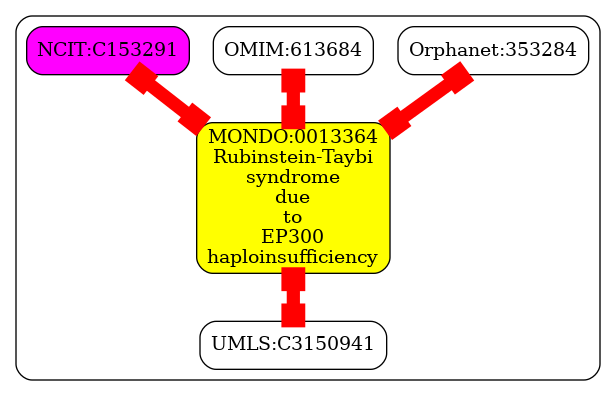 NCIT:C153291
OMIM:613684
Orphanet:353284
MONDO:0013364
Rubinstein-Taybi
syndrome
due
to
EP300
haploinsufficiency
UMLS:C3150941